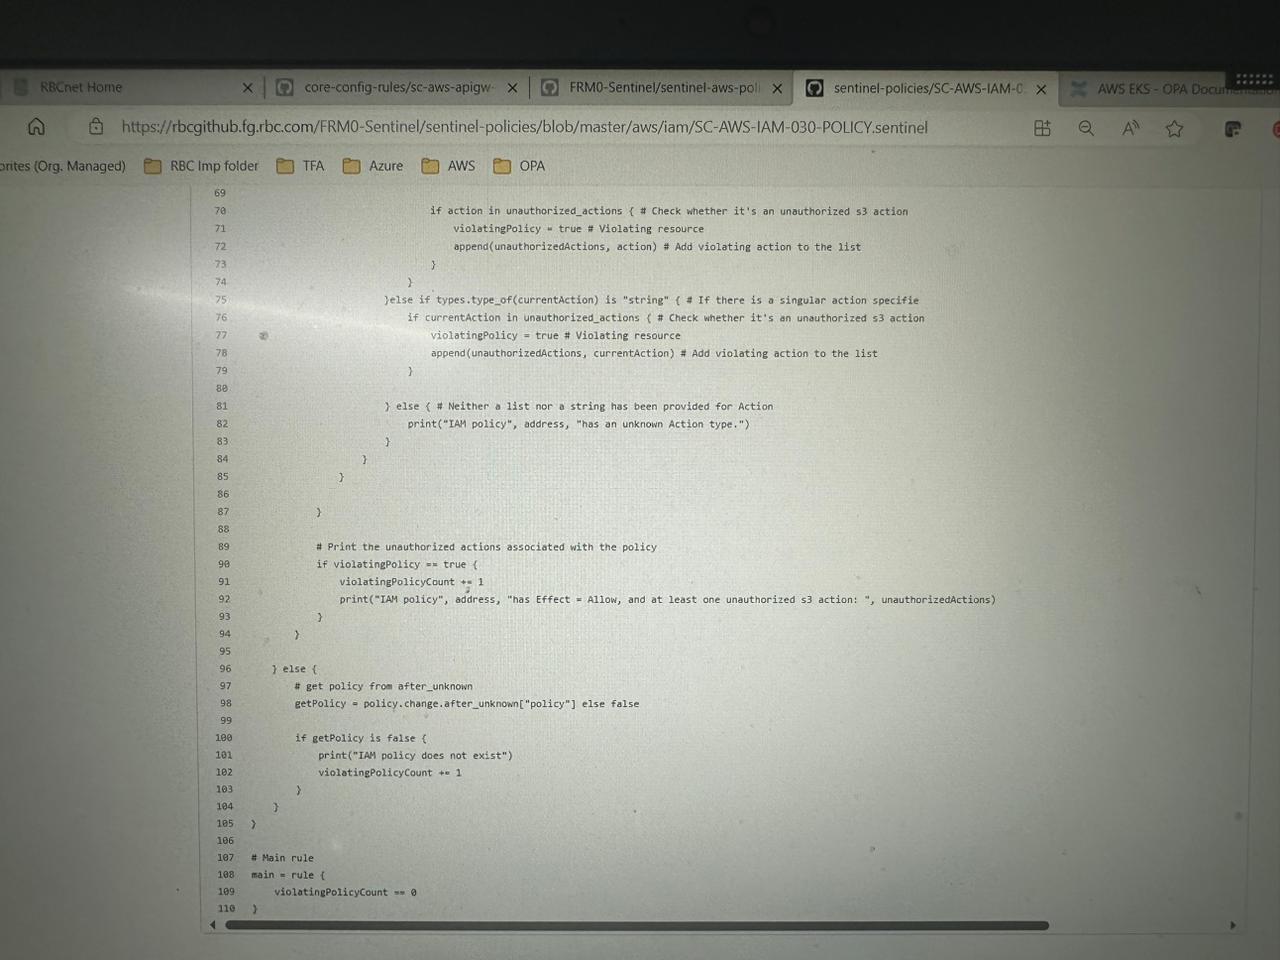 RBCnet Home
core-config-rules/sc-aws-apigw-
FRM0-Sentinel/sentinel-aws-poli
sentinel-policies/SC-AWS-IAM-0
AWS EKS - OPA Documentation
https://rbcgithub.fg.rbc.com/FRM0-Sentinel/sentinel-policies/blob/master/aws/iam/SC-AWS-IAM-030-POLICY.sentinel
orites (Org. Managed) RBC Imp folder TFA Azure AWS OPA
69
70 if action in unauthorized_actions { # Check whether it's an unauthorized s3 action
71 violatingPolicy = true # Violating resource
72 append(unauthorizedActions, action) # Add violating action to the list
73 }
74 }
75 }else if types.type_of(currentAction) is "string" { # If there is a singular action specifie
76 if currentAction in unauthorized_actions { # Check whether it's an unauthorized s3 action
77 violatingPolicy = true # Violating resource
78 append(unauthorizedActions, currentAction) # Add violating action to the list
79 }
80
81 } else { # Neither a list nor a string has been provided for Action
82 print("IAM policy", address, "has an unknown Action type.")
83 }
84 }
85 }
86
87 }
88
89 # Print the unauthorized actions associated with the policy
90 if violatingPolicy == true {
91 violatingPolicyCount += 1
92 print("IAM policy", address, "has Effect = Allow, and at least one unauthorized s3 action: ", unauthorizedActions)
93 }
94 }
95
96 } else {
97 # get policy from after_unknown
98 getPolicy = policy.change.after_unknown["policy"] else false
99
100 if getPolicy is false {
101 print("IAM policy does not exist")
102 violatingPolicyCount += 1
103 }
104 }
105 }
106
107 # Main rule
108 main = rule {
109 violatingPolicyCount == 0
110 }